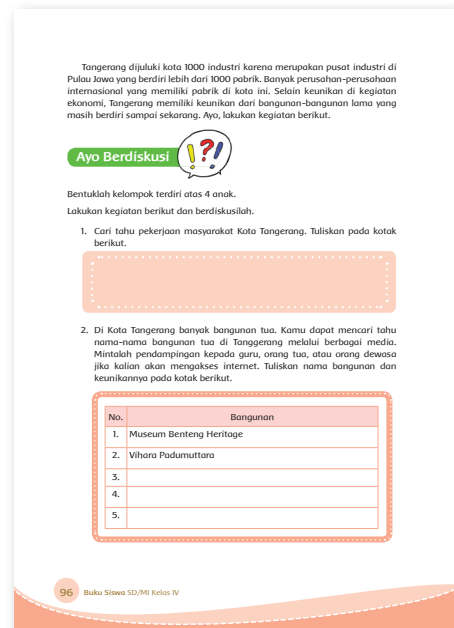 Tangerang dijuluki kota 1000 industri karena merupakan pusat industri di
Pulau Jawa yang berdiri lebih dari 1000 pabrik. Banyak perusahan-perusahaan
internasional yang memiliki pabrik di kota ini. Selain keunikan di kegiatan
ekonomi, Tangerang memiliki keunikan dari bangunan-bangunan lama yang
masih berdiri sampai sekarang. Ayo, lakukan kegiatan berikut.
Ayo Berdiskusi
!?!
Bentuklah kelompok terdiri atas 4 anak.
Lakukan kegiatan berikut dan berdiskusilah.
1. Cari tahu pekerjaan masyarakat Kota Tangerang. Tuliskan pada kotak
berikut.
2. Di Kota Tangerang banyak bangunan tua. Kamu dapat mencari tahu
nama-nama bangunan tua di Tanggerang melalui berbagai media.
Mintalah pendampingan kepada guru, orang tua, atau orang dewasa
jika kalian akan mengakses internet. Tuliskan nama bangunan dan
keunikannya pada kotak berikut.
No. Bangunan
1. Museum Benteng Heritage
2. Vihara Padumuttara
3.
4.
5.
96 Buku Siswa SD/MI Kelas IV